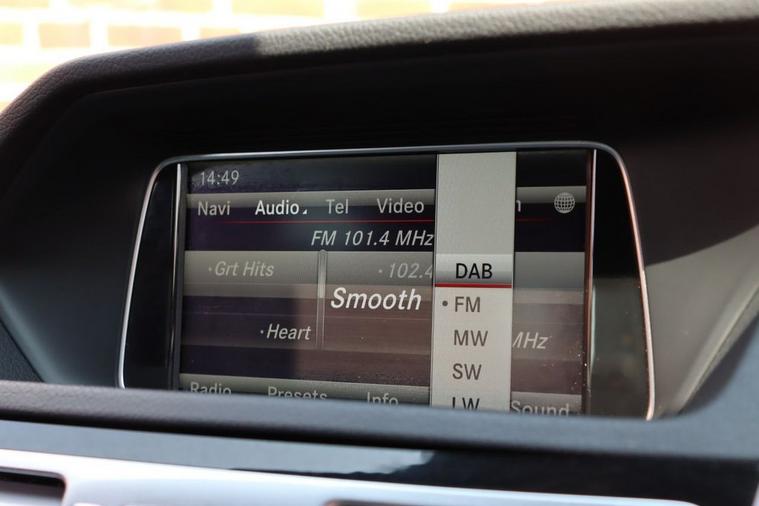 14:49
Navi Audio Tel Video
FM 101.4 MHz
·Grt Hits ·102.4
DAB
Smooth
• FM
·Heart
MW
MHz
SW
Radio Presets Info LW Sound